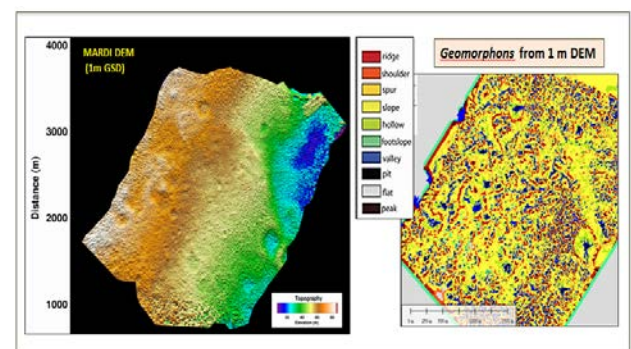 MARDI DEM
(1m GSD)
4000
3000
2000
1000
Distance (m)
Topography
Elevation (m)
ridge
shoulder
spur
slope
hollow
footslope
valley
pit
flat
peak
Geomorphons from 1 m DEM